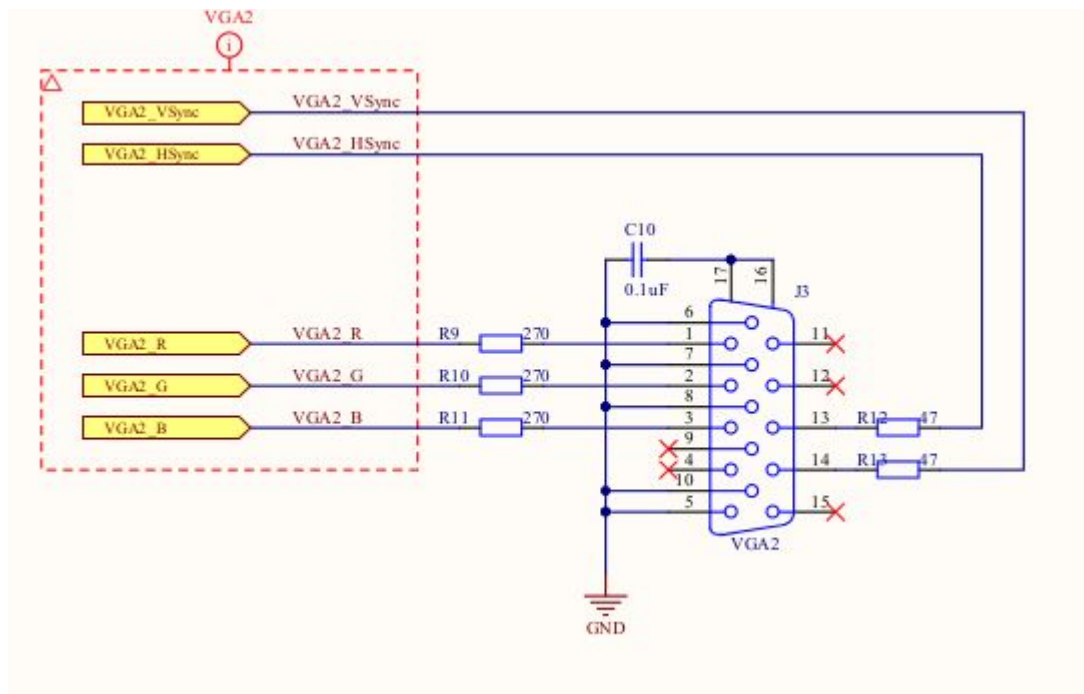 VGA2
i
VGA2_VSync VGA2_VSync
VGA2_HSync VGA2_HSync
C10
0.1uF
17 16
J3
6
VGA2_R VGA2_R R9 270 1 11
7
VGA2_G VGA2_G R10 270 2 12
8
VGA2_B VGA2_B R11 270 3 13 R12 47
9
4 14 R13 47
10
5 15
VGA2
GND